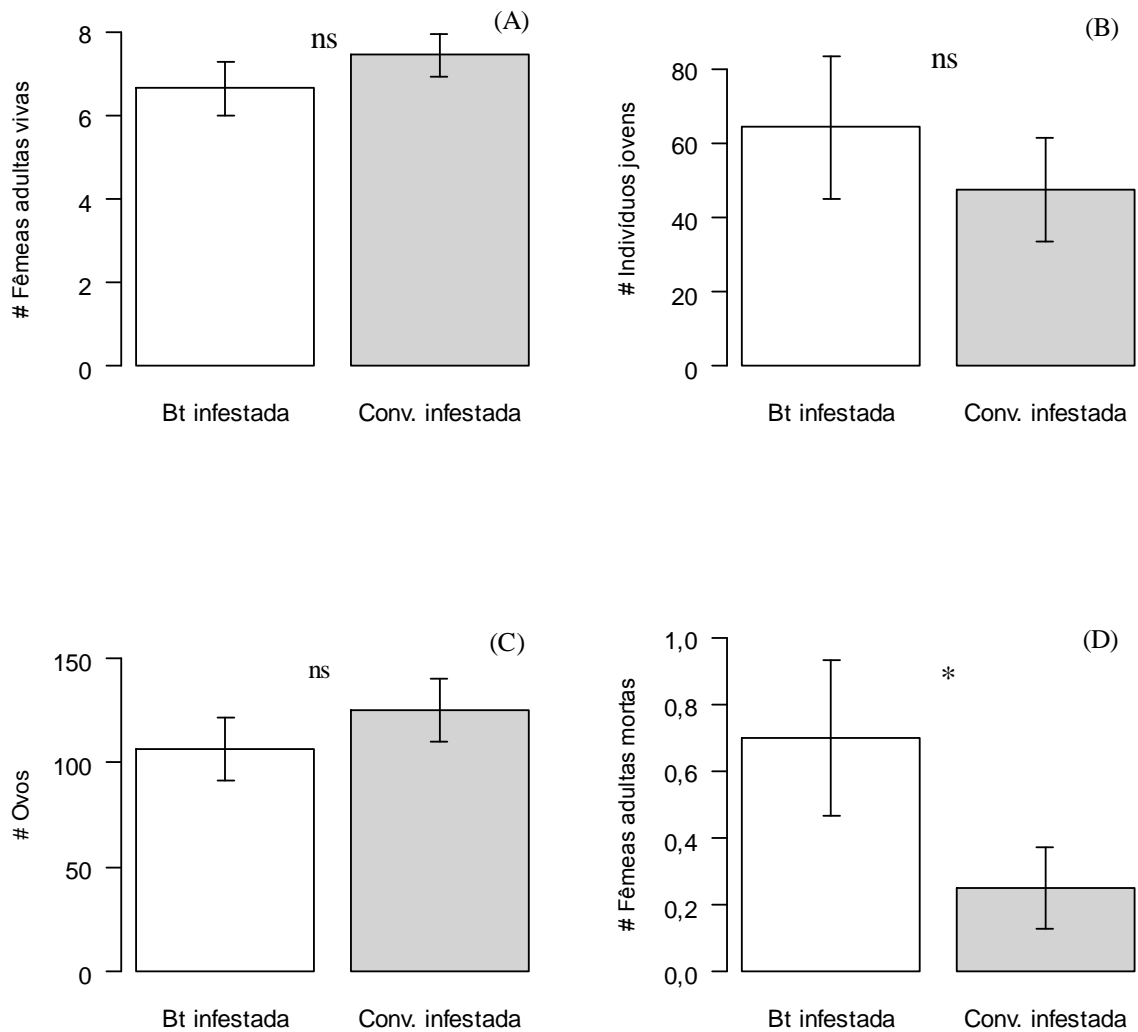 (A)
ns
# Fêmeas adultas vivas
8
6
4
2
0
Bt infestada
Conv. infestada
(B)
ns
# Indivíduos jovens
80
60
40
20
0
Bt infestada
Conv. infestada
(C)
ns
# Ovos
150
100
50
0
Bt infestada
Conv. infestada
(D)
*
# Fêmeas adultas mortas
1,0
0,8
0,6
0,4
0,2
0,0
Bt infestada
Conv. infestada